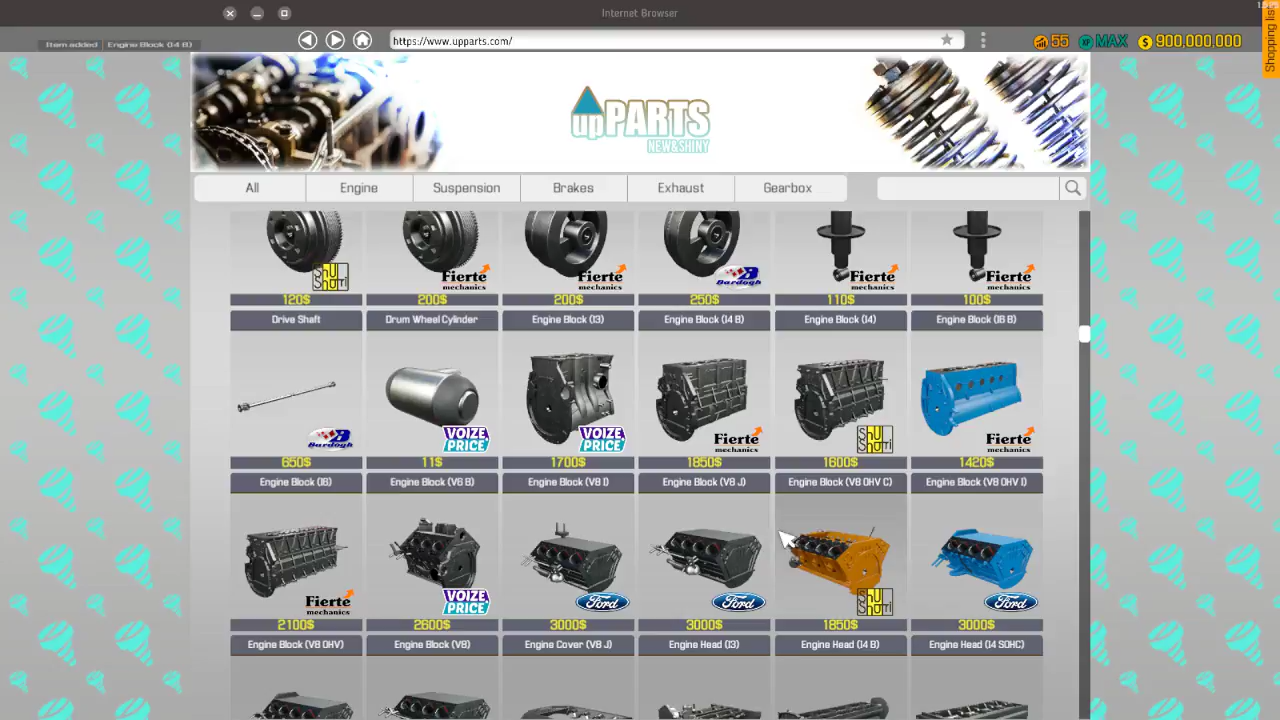 Internet Browser
Shopping list
Item added
Engine Block (I4 B)
https://www.upparts.com/
55
XP MAX
$ 900,000,000
upPARTS
NEW&SHINY
All
Engine
Suspension
Brakes
Exhaust
Gearbox
Fierte mechanics
Fierte mechanics
Bardogh
Fierte mechanics
Fierte mechanics
120$
200$
200$
250$
110$
100$
Drive Shaft
Drum Wheel Cylinder
Engine Block (I3)
Engine Block (I4 B)
Engine Block (I4)
Engine Block (I6 B)
Bardogh
VOIZE PRICE
VOIZE PRICE
Fierte mechanics
Fierte mechanics
650$
11$
1700$
1850$
1600$
1420$
Engine Block (I6)
Engine Block (V6 B)
Engine Block (V8 I)
Engine Block (V8 J)
Engine Block (V8 OHV C)
Engine Block (V8 OHV I)
Fierte mechanics
VOIZE PRICE
Ford
Ford
Ford
2100$
2600$
3000$
3000$
1850$
3000$
Engine Block (V8 OHV)
Engine Block (V8)
Engine Cover (V8 J)
Engine Head (I3)
Engine Head (I4 B)
Engine Head (I4 SOHC)